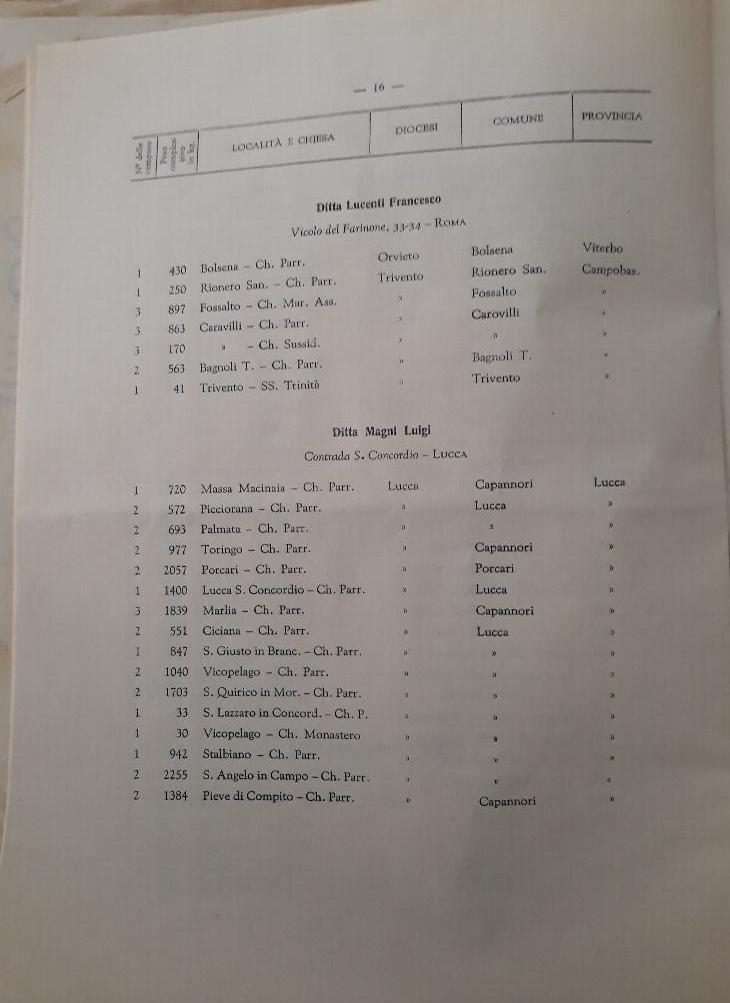 — 16 —
N° delle campane Peso comples- sivo in kg. LOCALITÀ E CHIESA DIOCESI COMUNE PROVINCIA
Ditta Lucenti Francesco
Vicolo del Farinone, 33-34 – ROMA
1 430 Bolsena – Ch. Parr. Orvieto Bolsena Viterbo
1 250 Rionero San. – Ch. Parr. Trivento Rionero San. Campobas.
3 897 Fossalto – Ch. Mar. Ass. » Fossalto »
3 863 Caravilli – Ch. Parr. » Carovilli »
3 170 » – Ch. Sussid. » » »
2 563 Bagnoli T. – Ch. Parr. » Bagnoli T. »
1 41 Trivento – SS. Trinità » Trivento »
Ditta Magni Luigi
Contrada S. Concordio – LUCCA
1 720 Massa Macinaia – Ch. Parr. Lucca Capannori Lucca
2 572 Picciorana – Ch. Parr. » Lucca »
2 693 Palmata – Ch. Parr. » » »
2 977 Toringo – Ch. Parr. » Capannori »
2 2057 Porcari – Ch. Parr. » Porcari »
1 1400 Lucca S. Concordio – Ch. Parr. » Lucca »
3 1839 Marlia – Ch. Parr. » Capannori »
2 551 Ciciana – Ch. Parr. » Lucca »
1 847 S. Giusto in Branc. – Ch. Parr. » » »
2 1040 Vicopelago – Ch. Parr. » » »
2 1703 S. Quirico in Mor. – Ch. Parr. » » »
1 33 S. Lazzaro in Concord. – Ch. P. » » »
1 30 Vicopelago – Ch. Monastero » » »
1 942 Stalbiano – Ch. Parr. » » »
2 2255 S. Angelo in Campo – Ch. Parr. » » «
2 1384 Pieve di Compito – Ch. Parr. » Capannori »